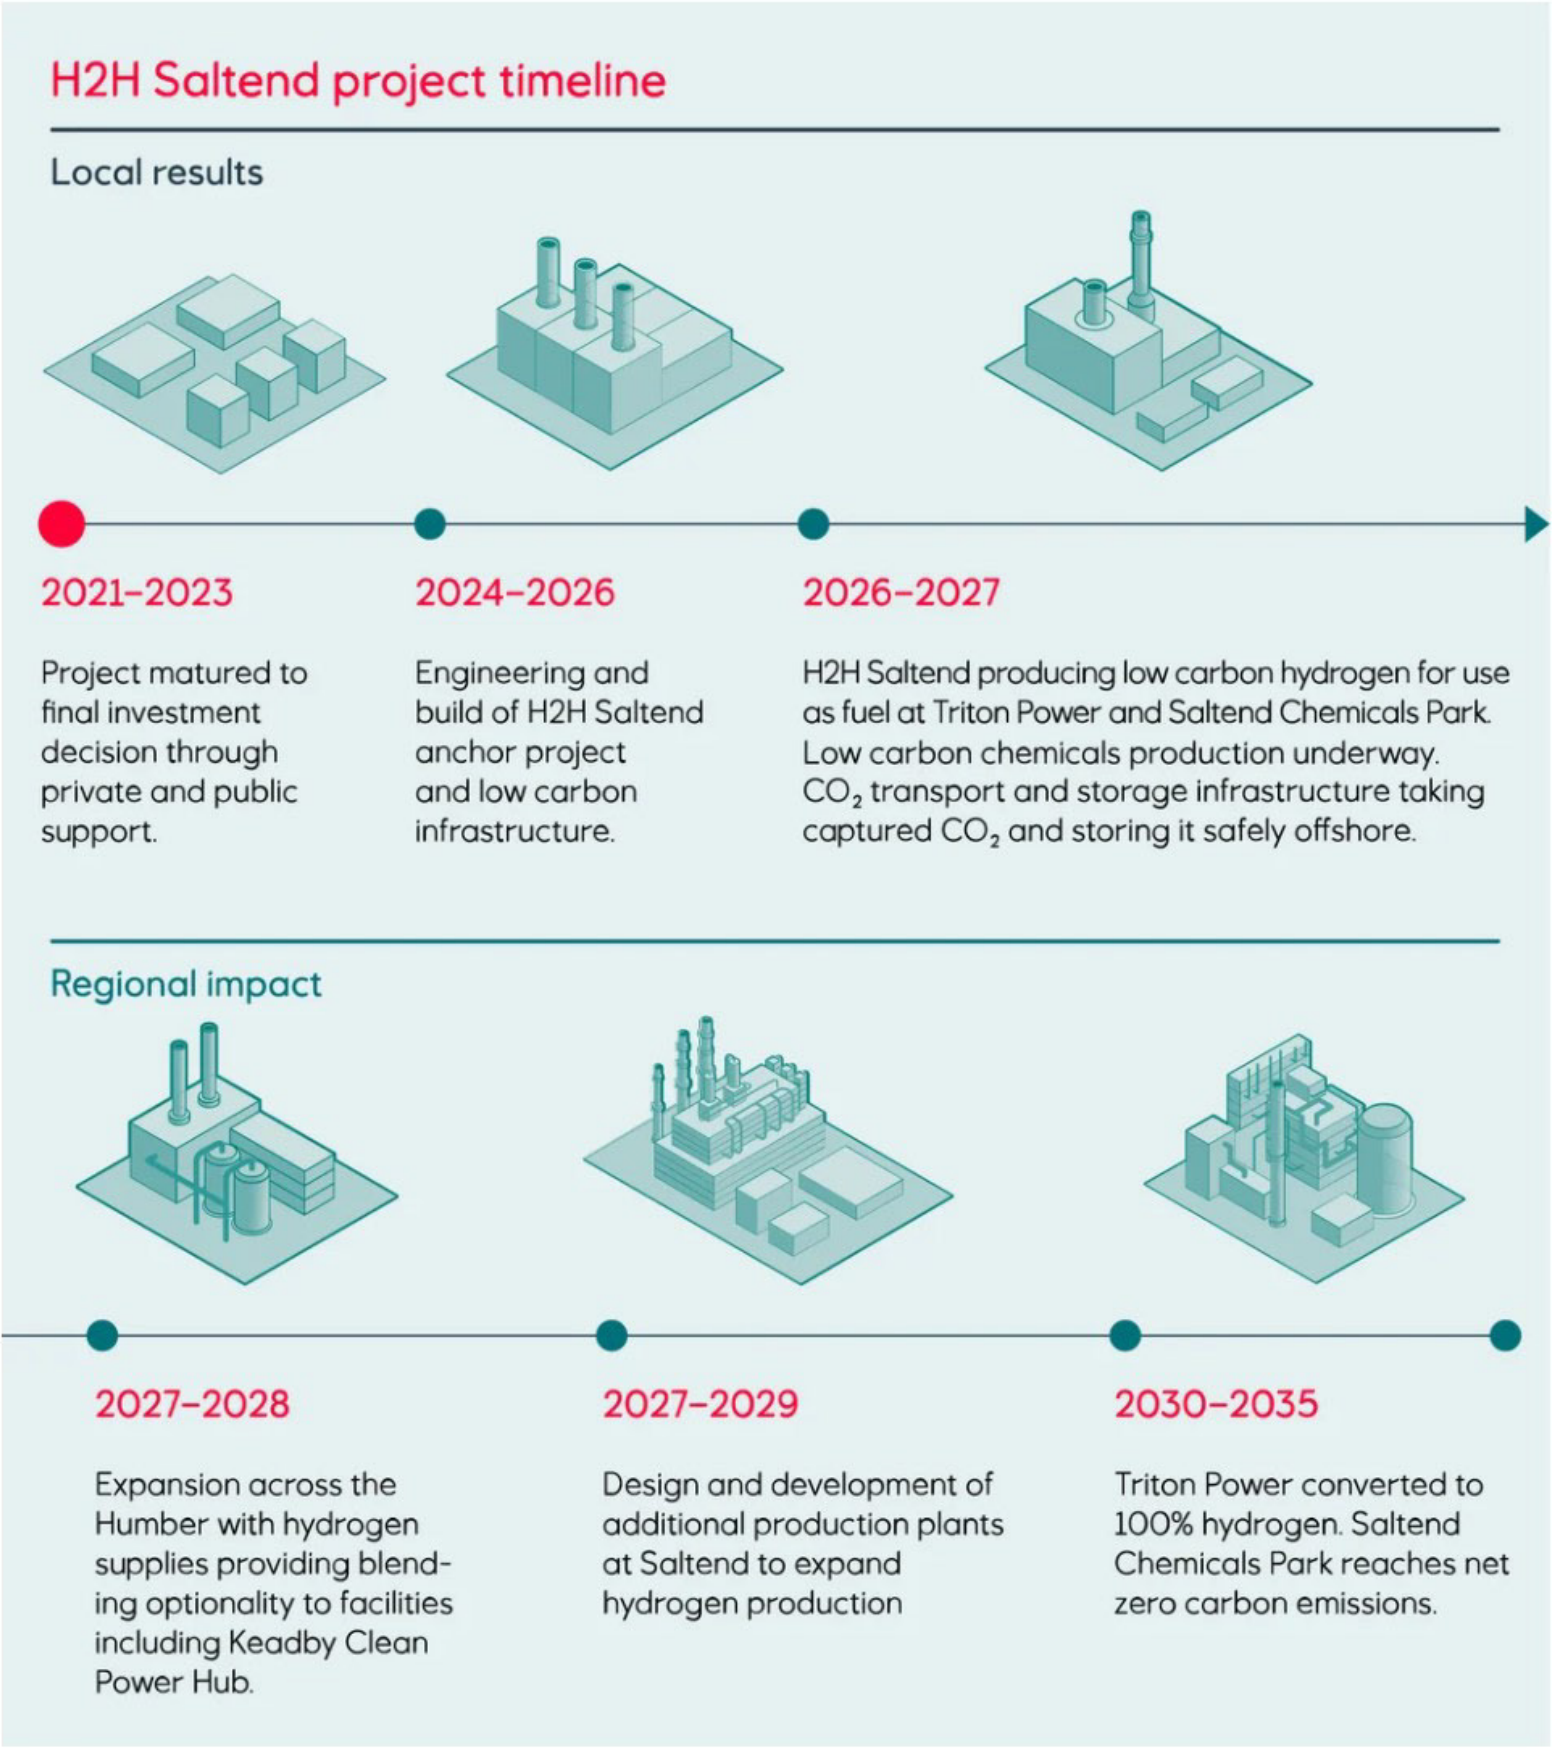 H2H Saltend project timeline
Local results
2021–2023
Project matured to
final investment
decision through
private and public
support.
2024–2026
Engineering and
build of H2H Saltend
anchor project
and low carbon
infrastructure.
2026–2027
H2H Saltend producing low carbon hydrogen for use
as fuel at Triton Power and Saltend Chemicals Park.
Low carbon chemicals production underway.
CO₂ transport and storage infrastructure taking
captured CO₂ and storing it safely offshore.
Regional impact
2027–2028
Expansion across the
Humber with hydrogen
supplies providing blend-
ing optionality to facilities
including Keadby Clean
Power Hub.
2027–2029
Design and development of
additional production plants
at Saltend to expand
hydrogen production
2030–2035
Triton Power converted to
100% hydrogen. Saltend
Chemicals Park reaches net
zero carbon emissions.